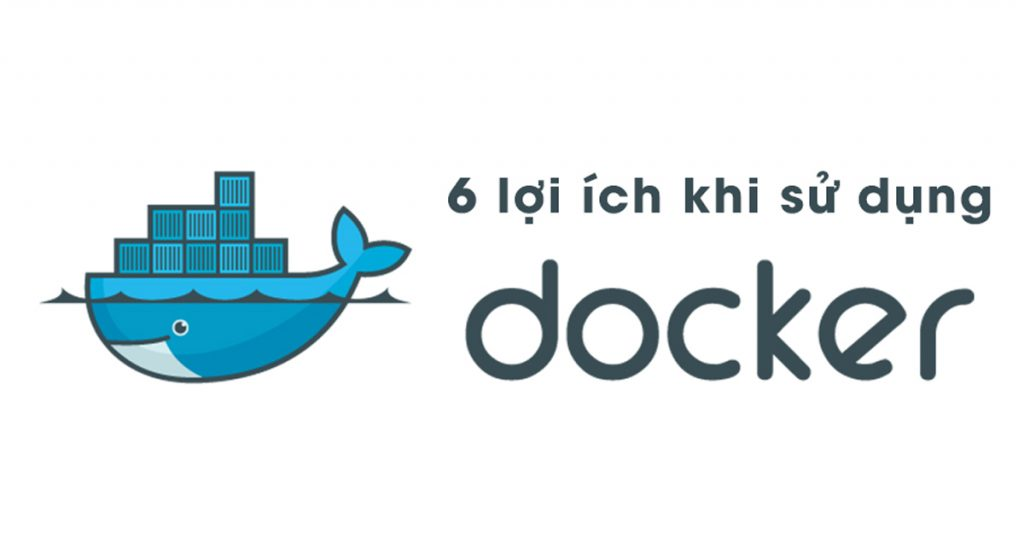 6 lợi ích khi sử dụng
docker